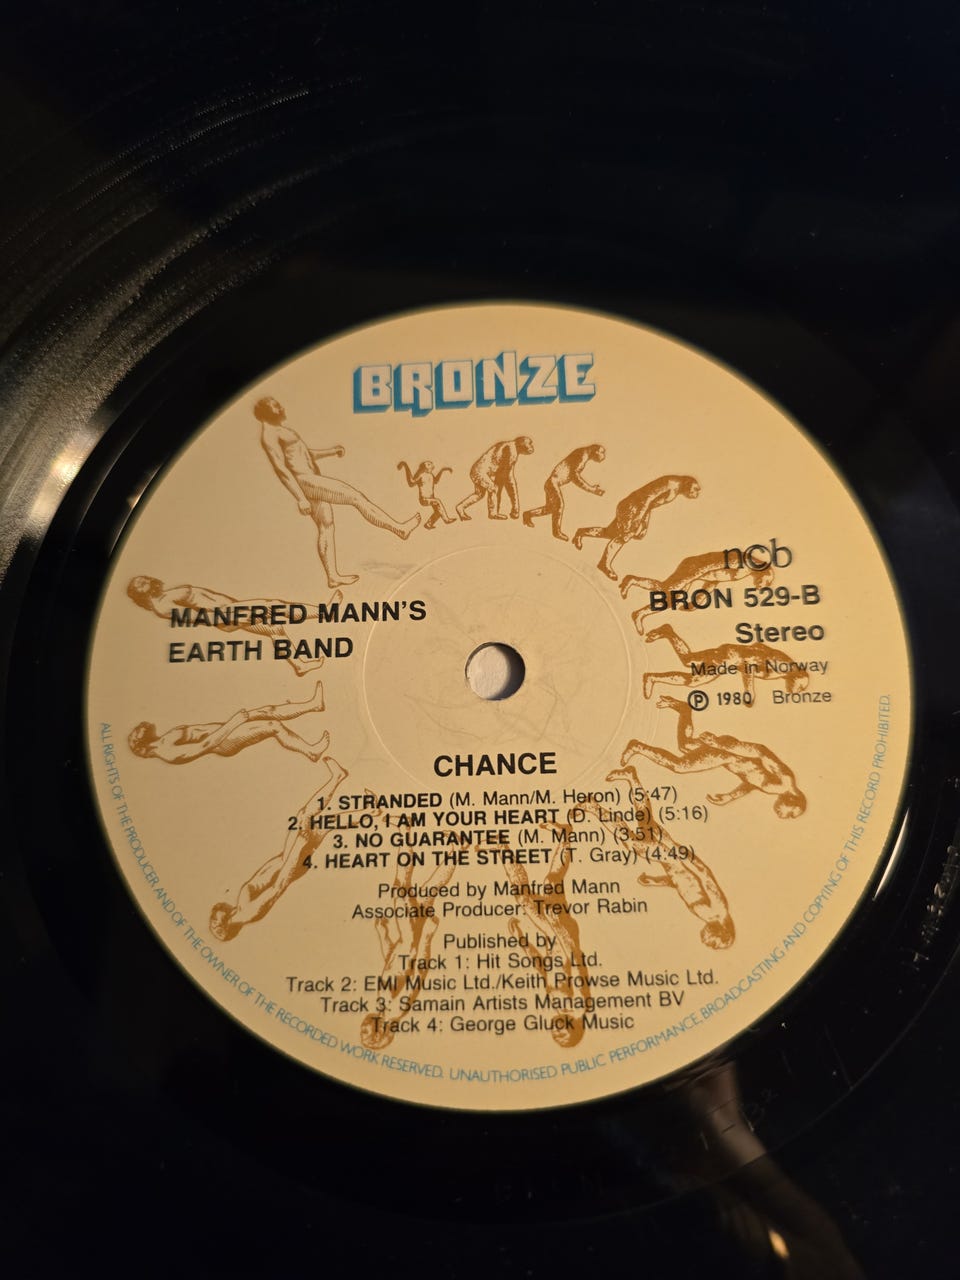 BRONZE
MANFRED MANN'S
EARTH BAND
ncb
BRON 529-B
Stereo
Made in Norway
Ⓟ 1980 Bronze
CHANCE
1. STRANDED (M. Mann/M. Heron) (5:47)
2. HELLO, I AM YOUR HEART (D. Linde) (5:16)
3. NO GUARANTEE (M. Mann) (3:51)
4. HEART ON THE STREET (T. Gray) (4:49)
Produced by Manfred Mann
Associate Producer: Trevor Rabin
Published by
Track 1: Hit Songs Ltd.
Track 2: EMI Music Ltd./Keith Prowse Music Ltd.
Track 3: Samain Artists Management BV
Track 4: George Gluck Music
ALL RIGHTS OF THE PRODUCER AND OF THE OWNER OF THE RECORDED WORK RESERVED. UNAUTHORISED PUBLIC PERFORMANCE, BROADCASTING AND COPYING OF THIS RECORD PROHIBITED.